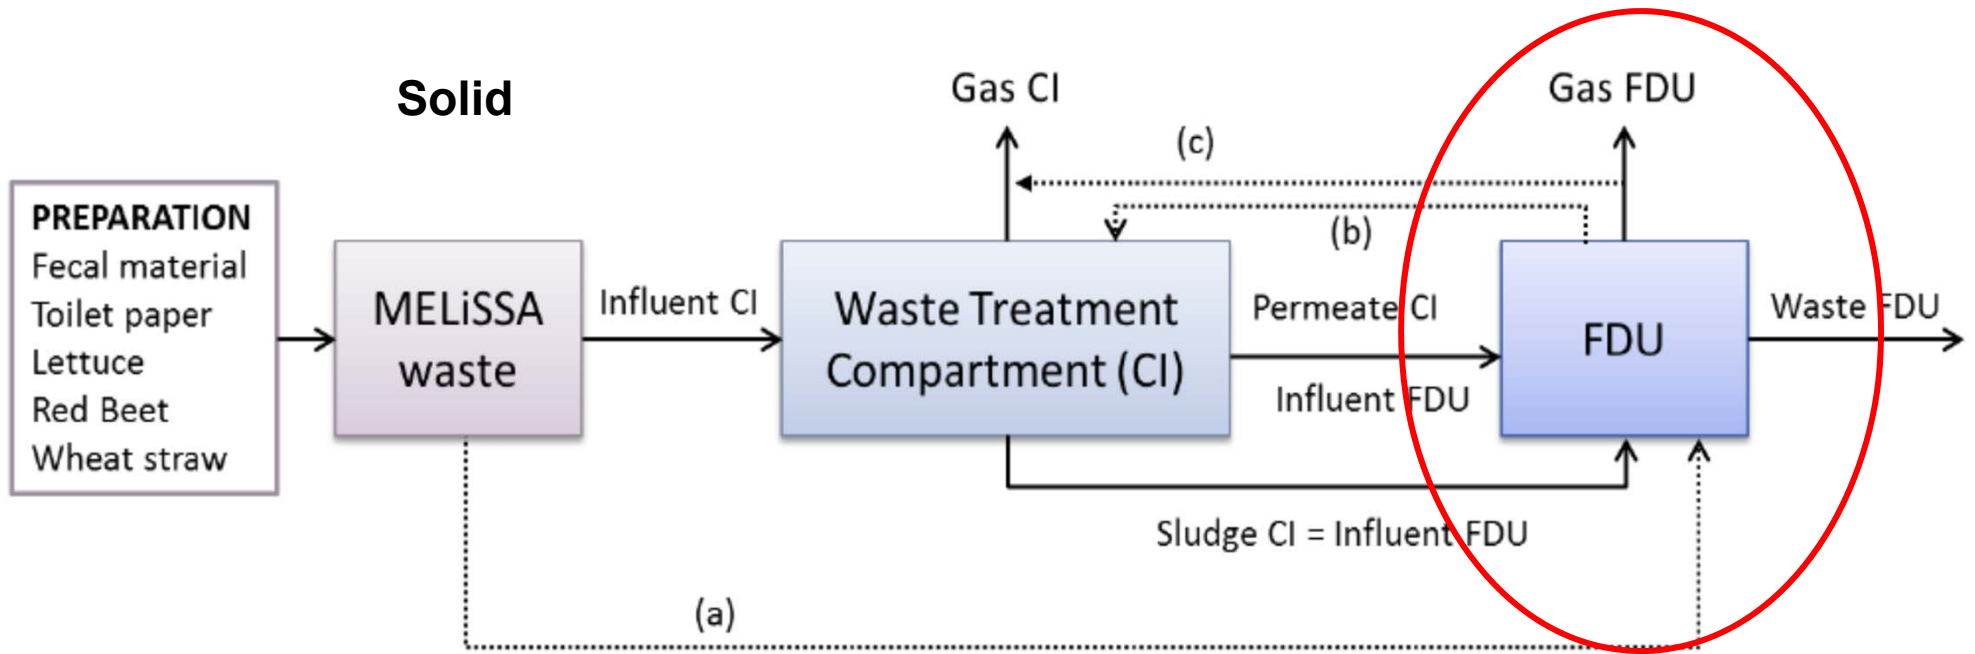 Solid
PREPARATION
Fecal material
Toilet paper
Lettuce
Red Beet
Wheat straw
MELiSSA
waste
Influent CI
Gas CI
Waste Treatment
Compartment (CI)
(c)
(b)
Permeate CI
Influent FDU
Gas FDU
FDU
Waste FDU
Sludge CI = Influent FDU
(a)